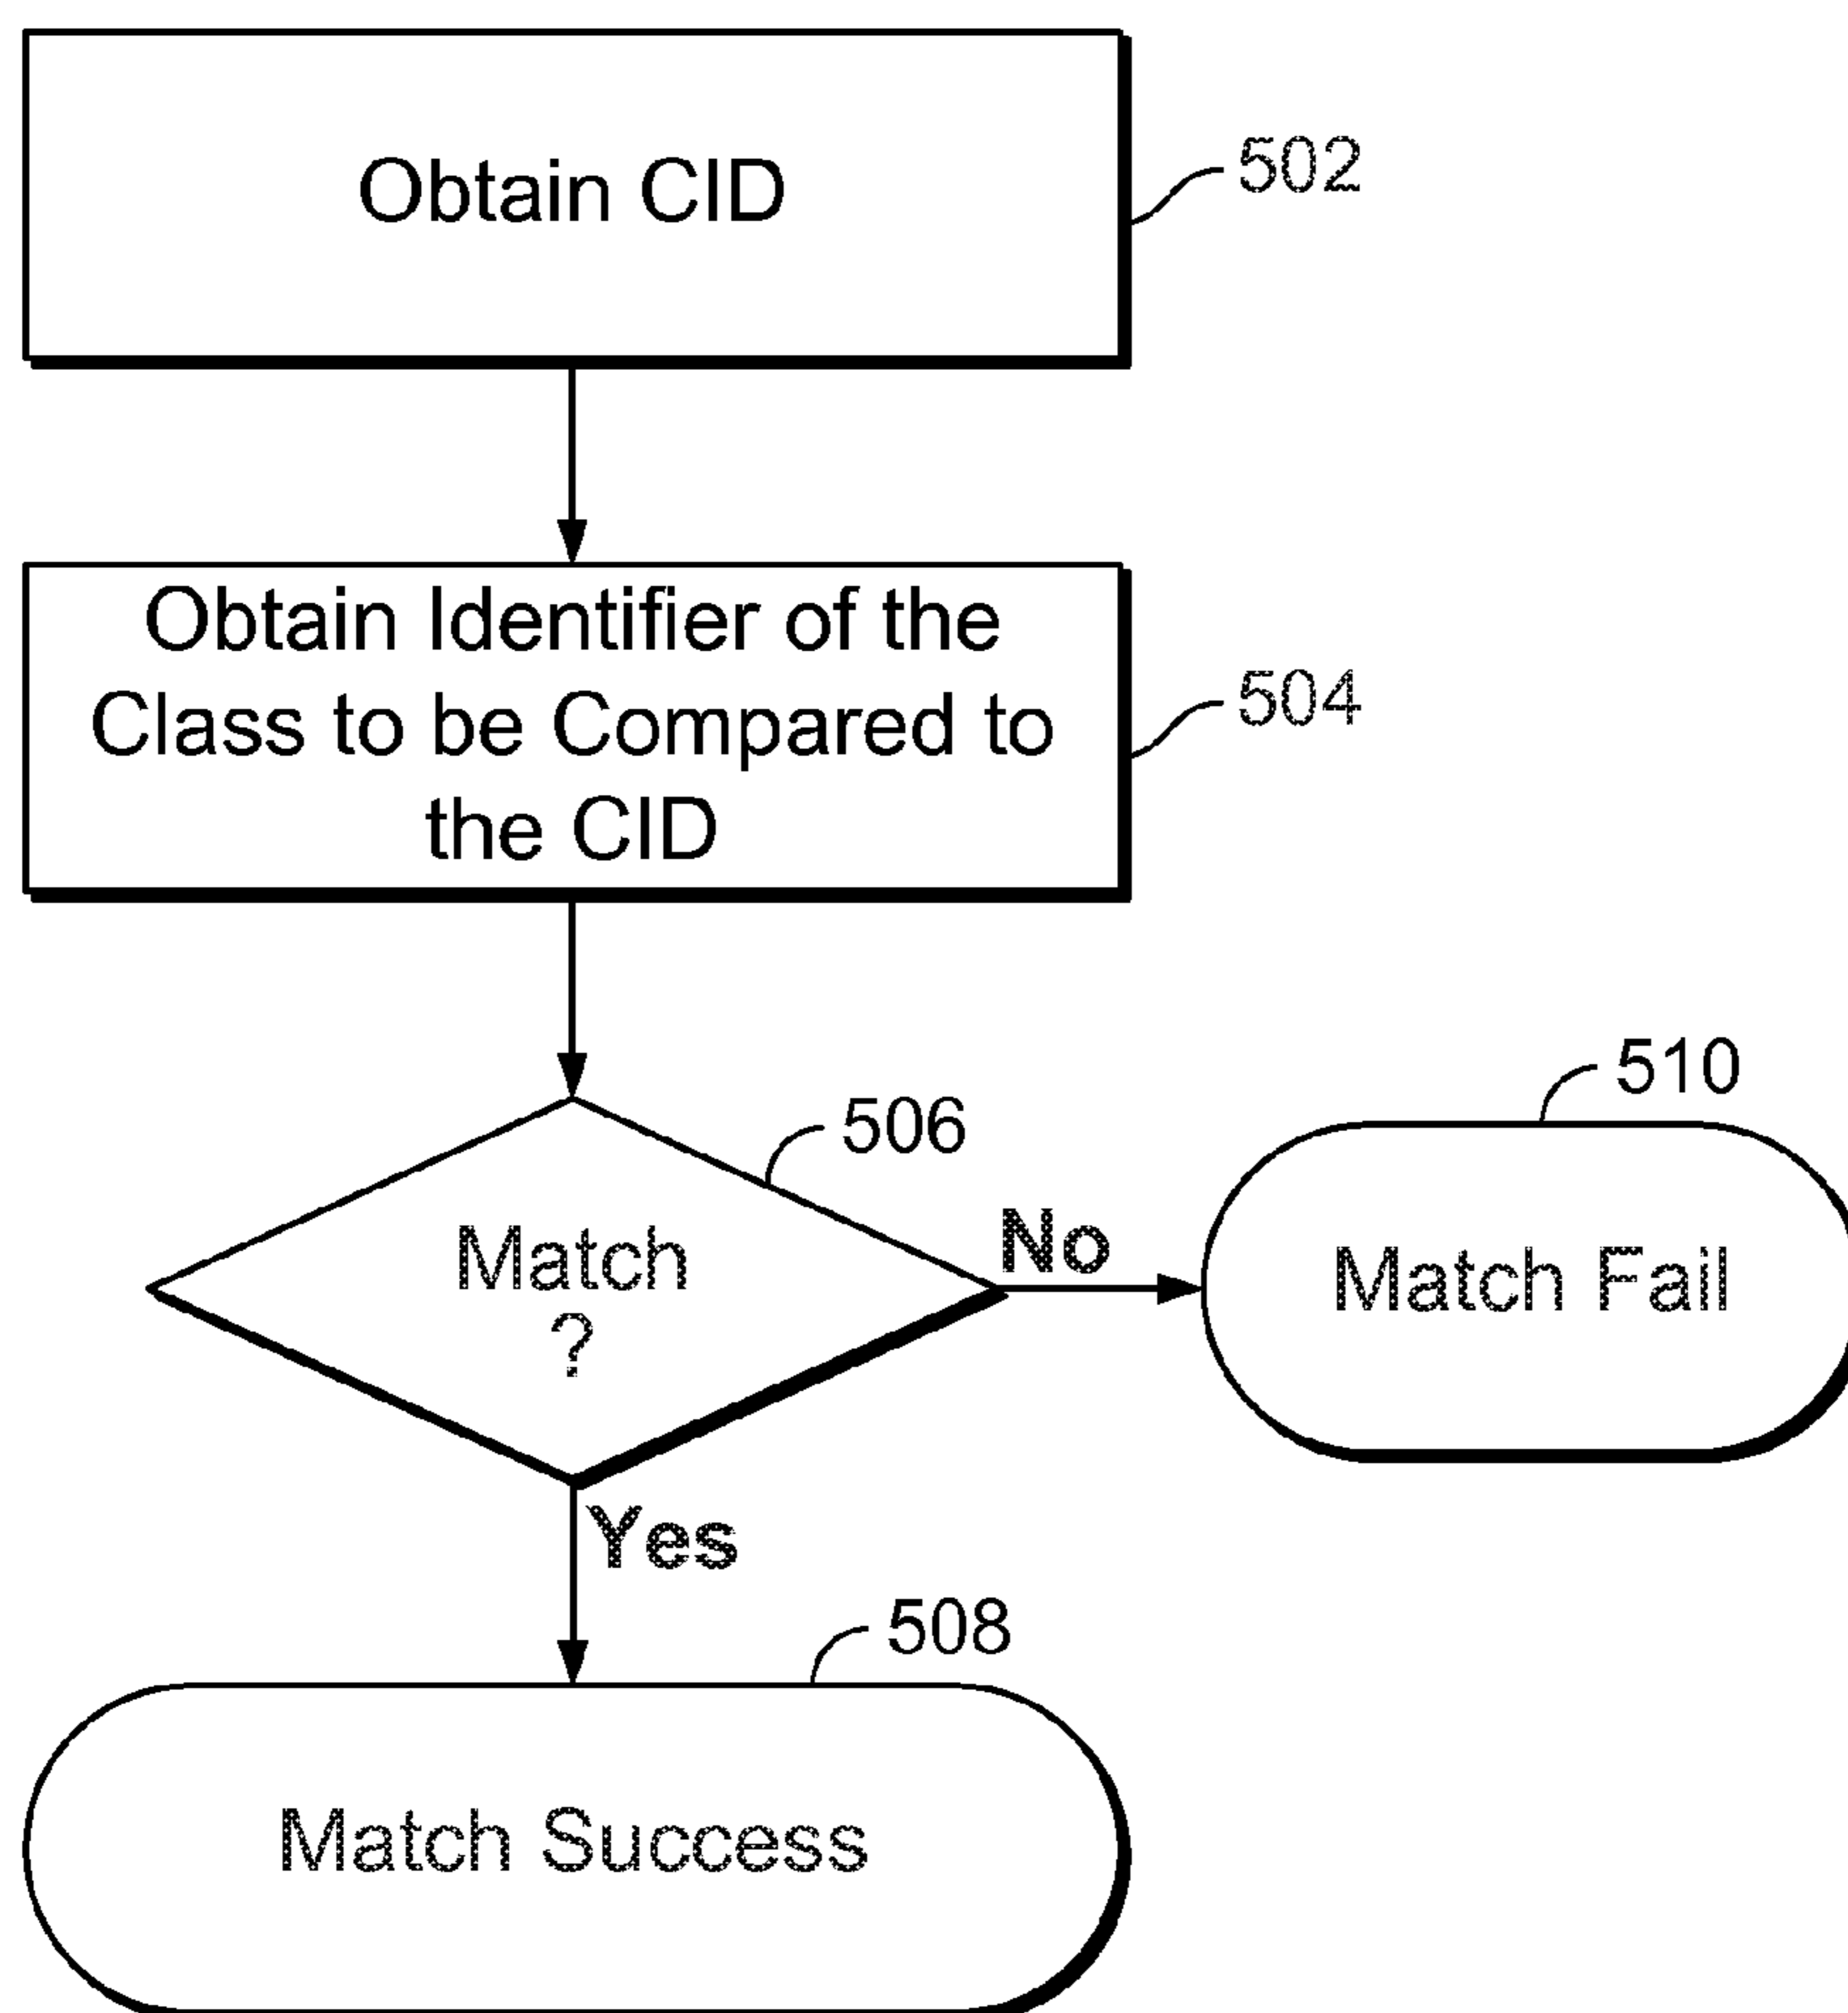 Obtain CID
502
Obtain Identifier of the
Class to be Compared to
the CID
504
506
Match
?
No
510
Match Fail
Yes
508
Match Success